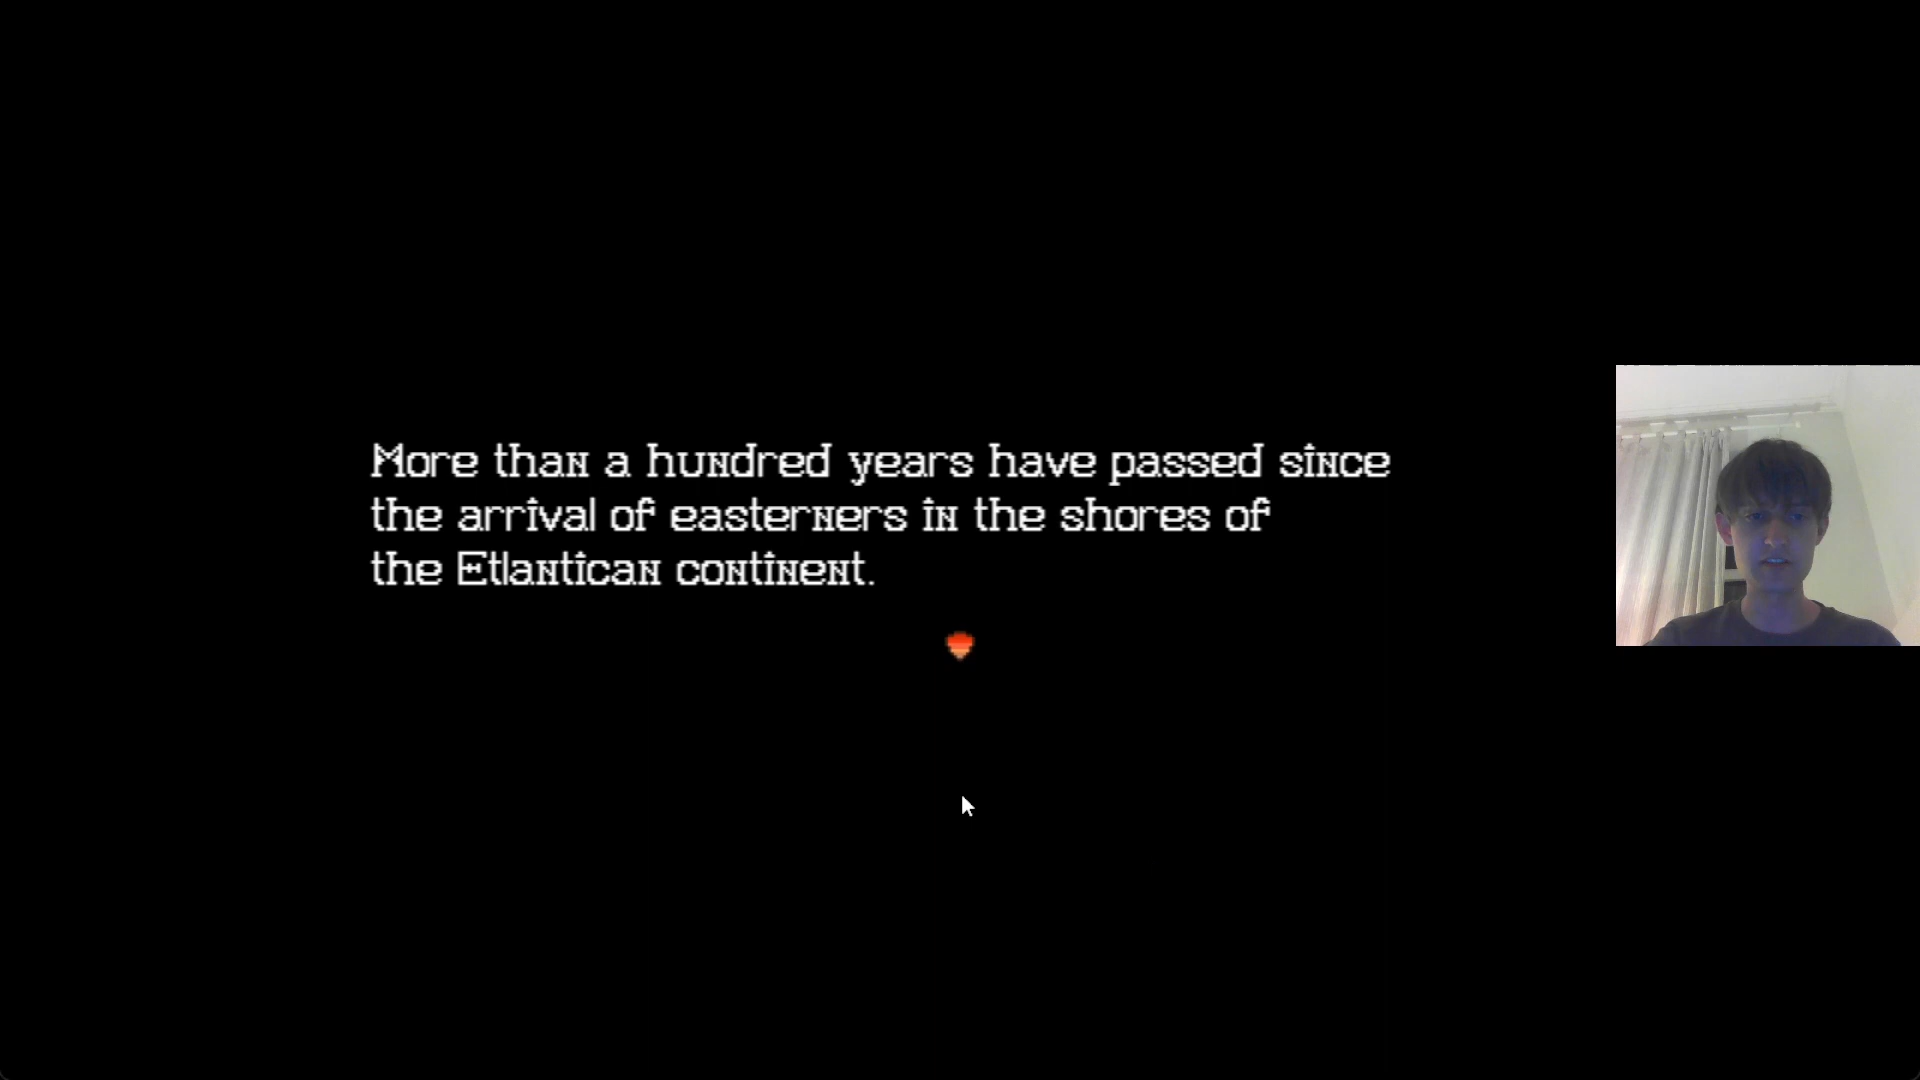 More than a hundred years have passed since
the arrival of easterners in the shores of
the Etlantican continent.